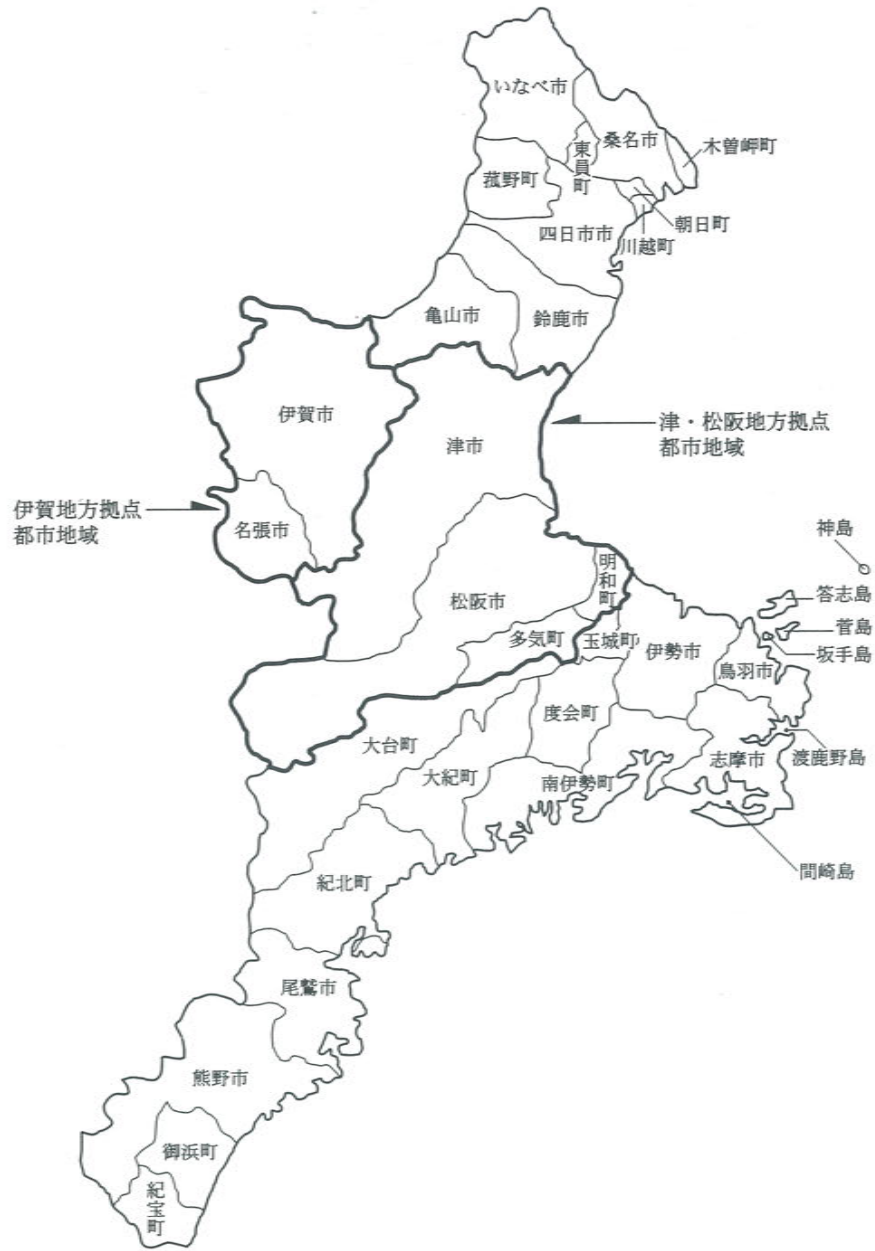 いなべ市
桑名市
木曽岬町
東員町
菰野町
朝日町
四日市市
川越町
亀山市
鈴鹿市
伊賀市
津・松阪地方拠点
都市地域
津市
伊賀地方拠点
都市地域
名張市
神島
明和町
答志島
松阪市
菅島
多気町
玉城町
伊勢市
坂手島
鳥羽市
度会町
大台町
志摩市
渡鹿野島
大紀町
南伊勢町
間崎島
紀北町
尾鷲市
熊野市
御浜町
紀宝町